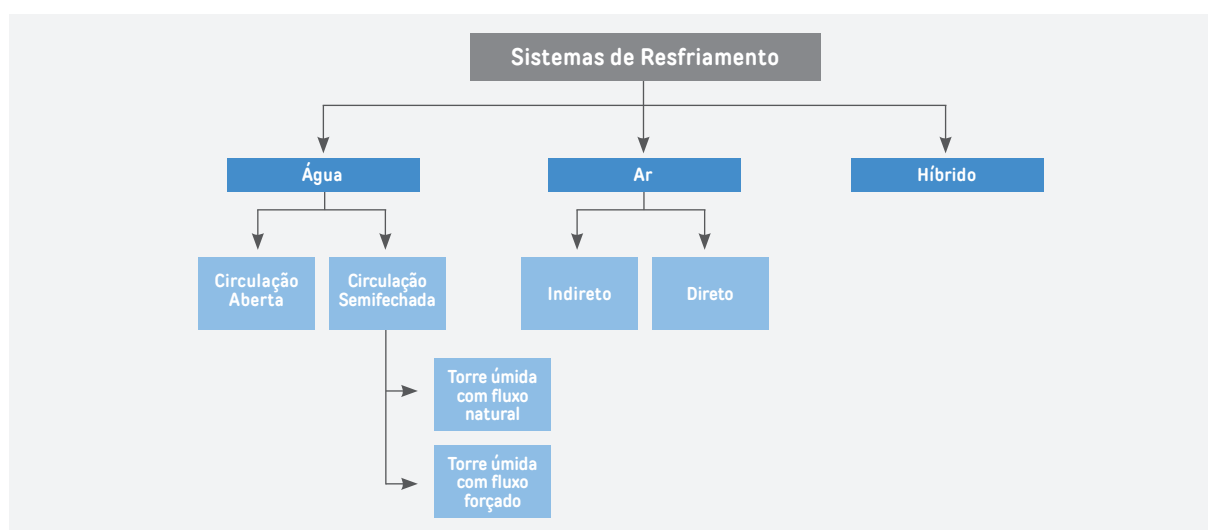 Sistemas de Resfriamento
Água
Ar
Híbrido
Circulação
Aberta
Circulação
Semifechada
Indireto
Direto
Torre úmida
com fluxo
natural
Torre úmida
com fluxo
forçado